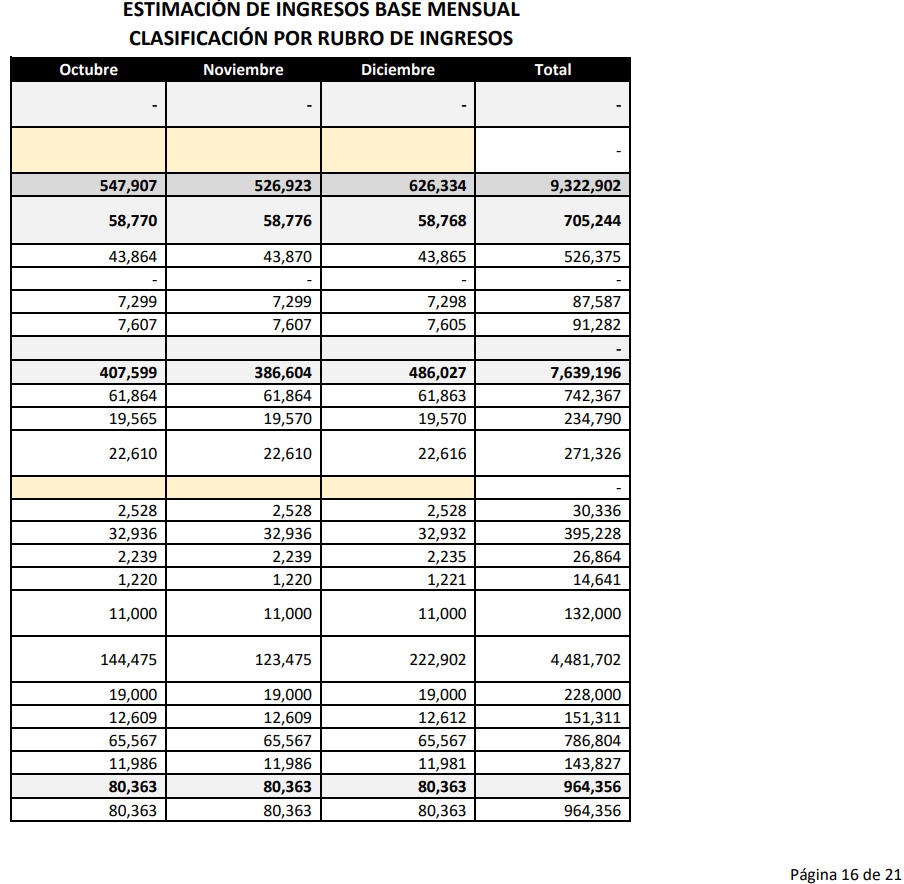 ESTIMACIÓN DE INGRESOS BASE MENSUAL
CLASIFICACIÓN POR RUBRO DE INGRESOS
Octubre Noviembre Diciembre Total
- - - -
-
547,907 526,923 626,334 9,322,902
58,770 58,776 58,768 705,244
43,864 43,870 43,865 526,375
- - - -
7,299 7,299 7,298 87,587
7,607 7,607 7,605 91,282
-
407,599 386,604 486,027 7,639,196
61,864 61,864 61,863 742,367
19,565 19,570 19,570 234,790
22,610 22,610 22,616 271,326
-
2,528 2,528 2,528 30,336
32,936 32,936 32,932 395,228
2,239 2,239 2,235 26,864
1,220 1,220 1,221 14,641
11,000 11,000 11,000 132,000
144,475 123,475 222,902 4,481,702
19,000 19,000 19,000 228,000
12,609 12,609 12,612 151,311
65,567 65,567 65,567 786,804
11,986 11,986 11,981 143,827
80,363 80,363 80,363 964,356
80,363 80,363 80,363 964,356
Página 16 de 21